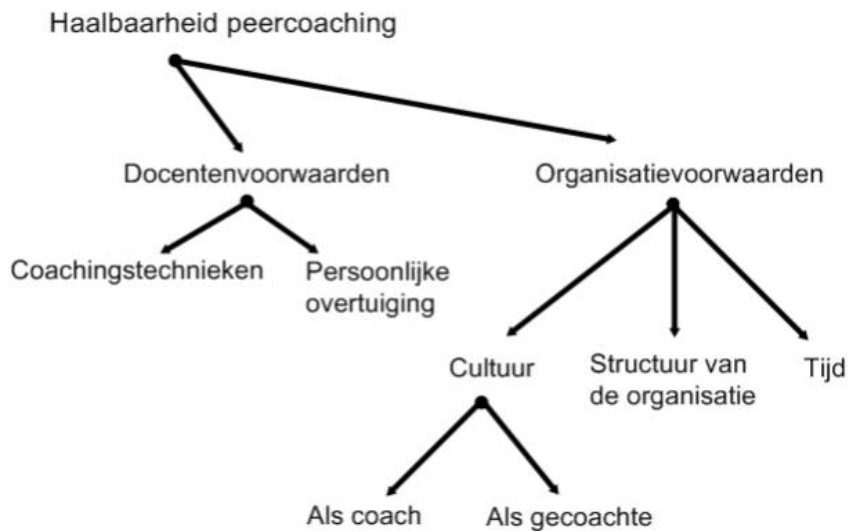 Haalbaarheid peercoaching
Docentenvoorwaarden
Organisatievoorwaarden
Coachingstechnieken
Persoonlijke
overtuiging
Cultuur
Structuur van
de organisatie
Tijd
Als coach
Als gecoachte